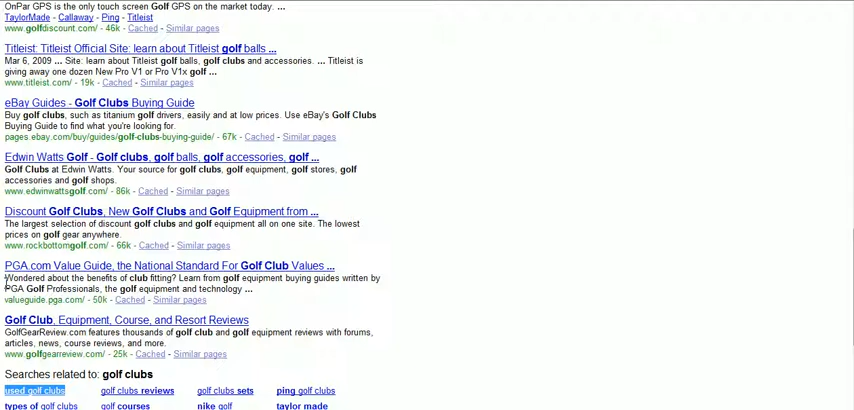 OnPar GPS is the only touch screen Golf GPS on the market today. ...
TaylorMade - Callaway - Ping - Titleist
www.golfdiscount.com/ - 46k - Cached - Similar pages
Titleist: Titleist Official Site: learn about Titleist golf balls ...
Mar 6, 2009 ... Site: learn about Titleist golf balls, golf clubs and accessories. ... Titleist is
giving away one dozen New Pro V1 or Pro V1x golf ...
www.titleist.com/ - 19k - Cached - Similar pages
eBay Guides - Golf Clubs Buying Guide
Buy golf clubs, such as titanium golf drivers, easily and at low prices. Use eBay's Golf Clubs
Buying Guide to find what you're looking for.
pages.ebay.com/buy/guides/golf-clubs-buying-guide/ - 67k - Cached - Similar pages
Edwin Watts Golf - Golf clubs, golf balls, golf accessories, golf ...
Golf Clubs at Edwin Watts. Your source for golf clubs, golf equipment, golf stores, golf
accessories and golf shops.
www.edwinwattsgolf.com/ - 86k - Cached - Similar pages
Discount Golf Clubs, New Golf Clubs and Golf Equipment from ...
The largest selection of discount golf clubs and golf equipment all on one site. The lowest
prices on golf gear anywhere.
www.rockbottomgolf.com/ - 66k - Cached - Similar pages
PGA.com Value Guide, the National Standard For Golf Club Values ...
Wondered about the benefits of club fitting? Learn from golf equipment buying guides written by
PGA Golf Professionals, the golf equipment and technology ...
valueguide.pga.com/ - 50k - Cached - Similar pages
Golf Club, Equipment, Course, and Resort Reviews
GolfGearReview.com features thousands of golf club and golf equipment reviews with forums,
articles, news, course reviews, and more.
www.golfgearreview.com/ - 25k - Cached - Similar pages
Searches related to: golf clubs
used golf clubs golf clubs reviews golf clubs sets ping golf clubs
types of golf clubs golf courses nike golf taylor made